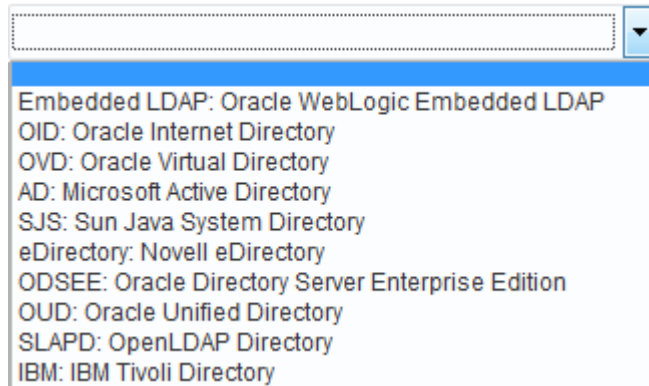 Embedded LDAP: Oracle WebLogic Embedded LDAP
OID: Oracle Internet Directory
OVD: Oracle Virtual Directory
AD: Microsoft Active Directory
SJS: Sun Java System Directory
eDirectory: Novell eDirectory
ODSEE: Oracle Directory Server Enterprise Edition
OUD: Oracle Unified Directory
SLAPD: OpenLDAP Directory
IBM: IBM Tivoli Directory